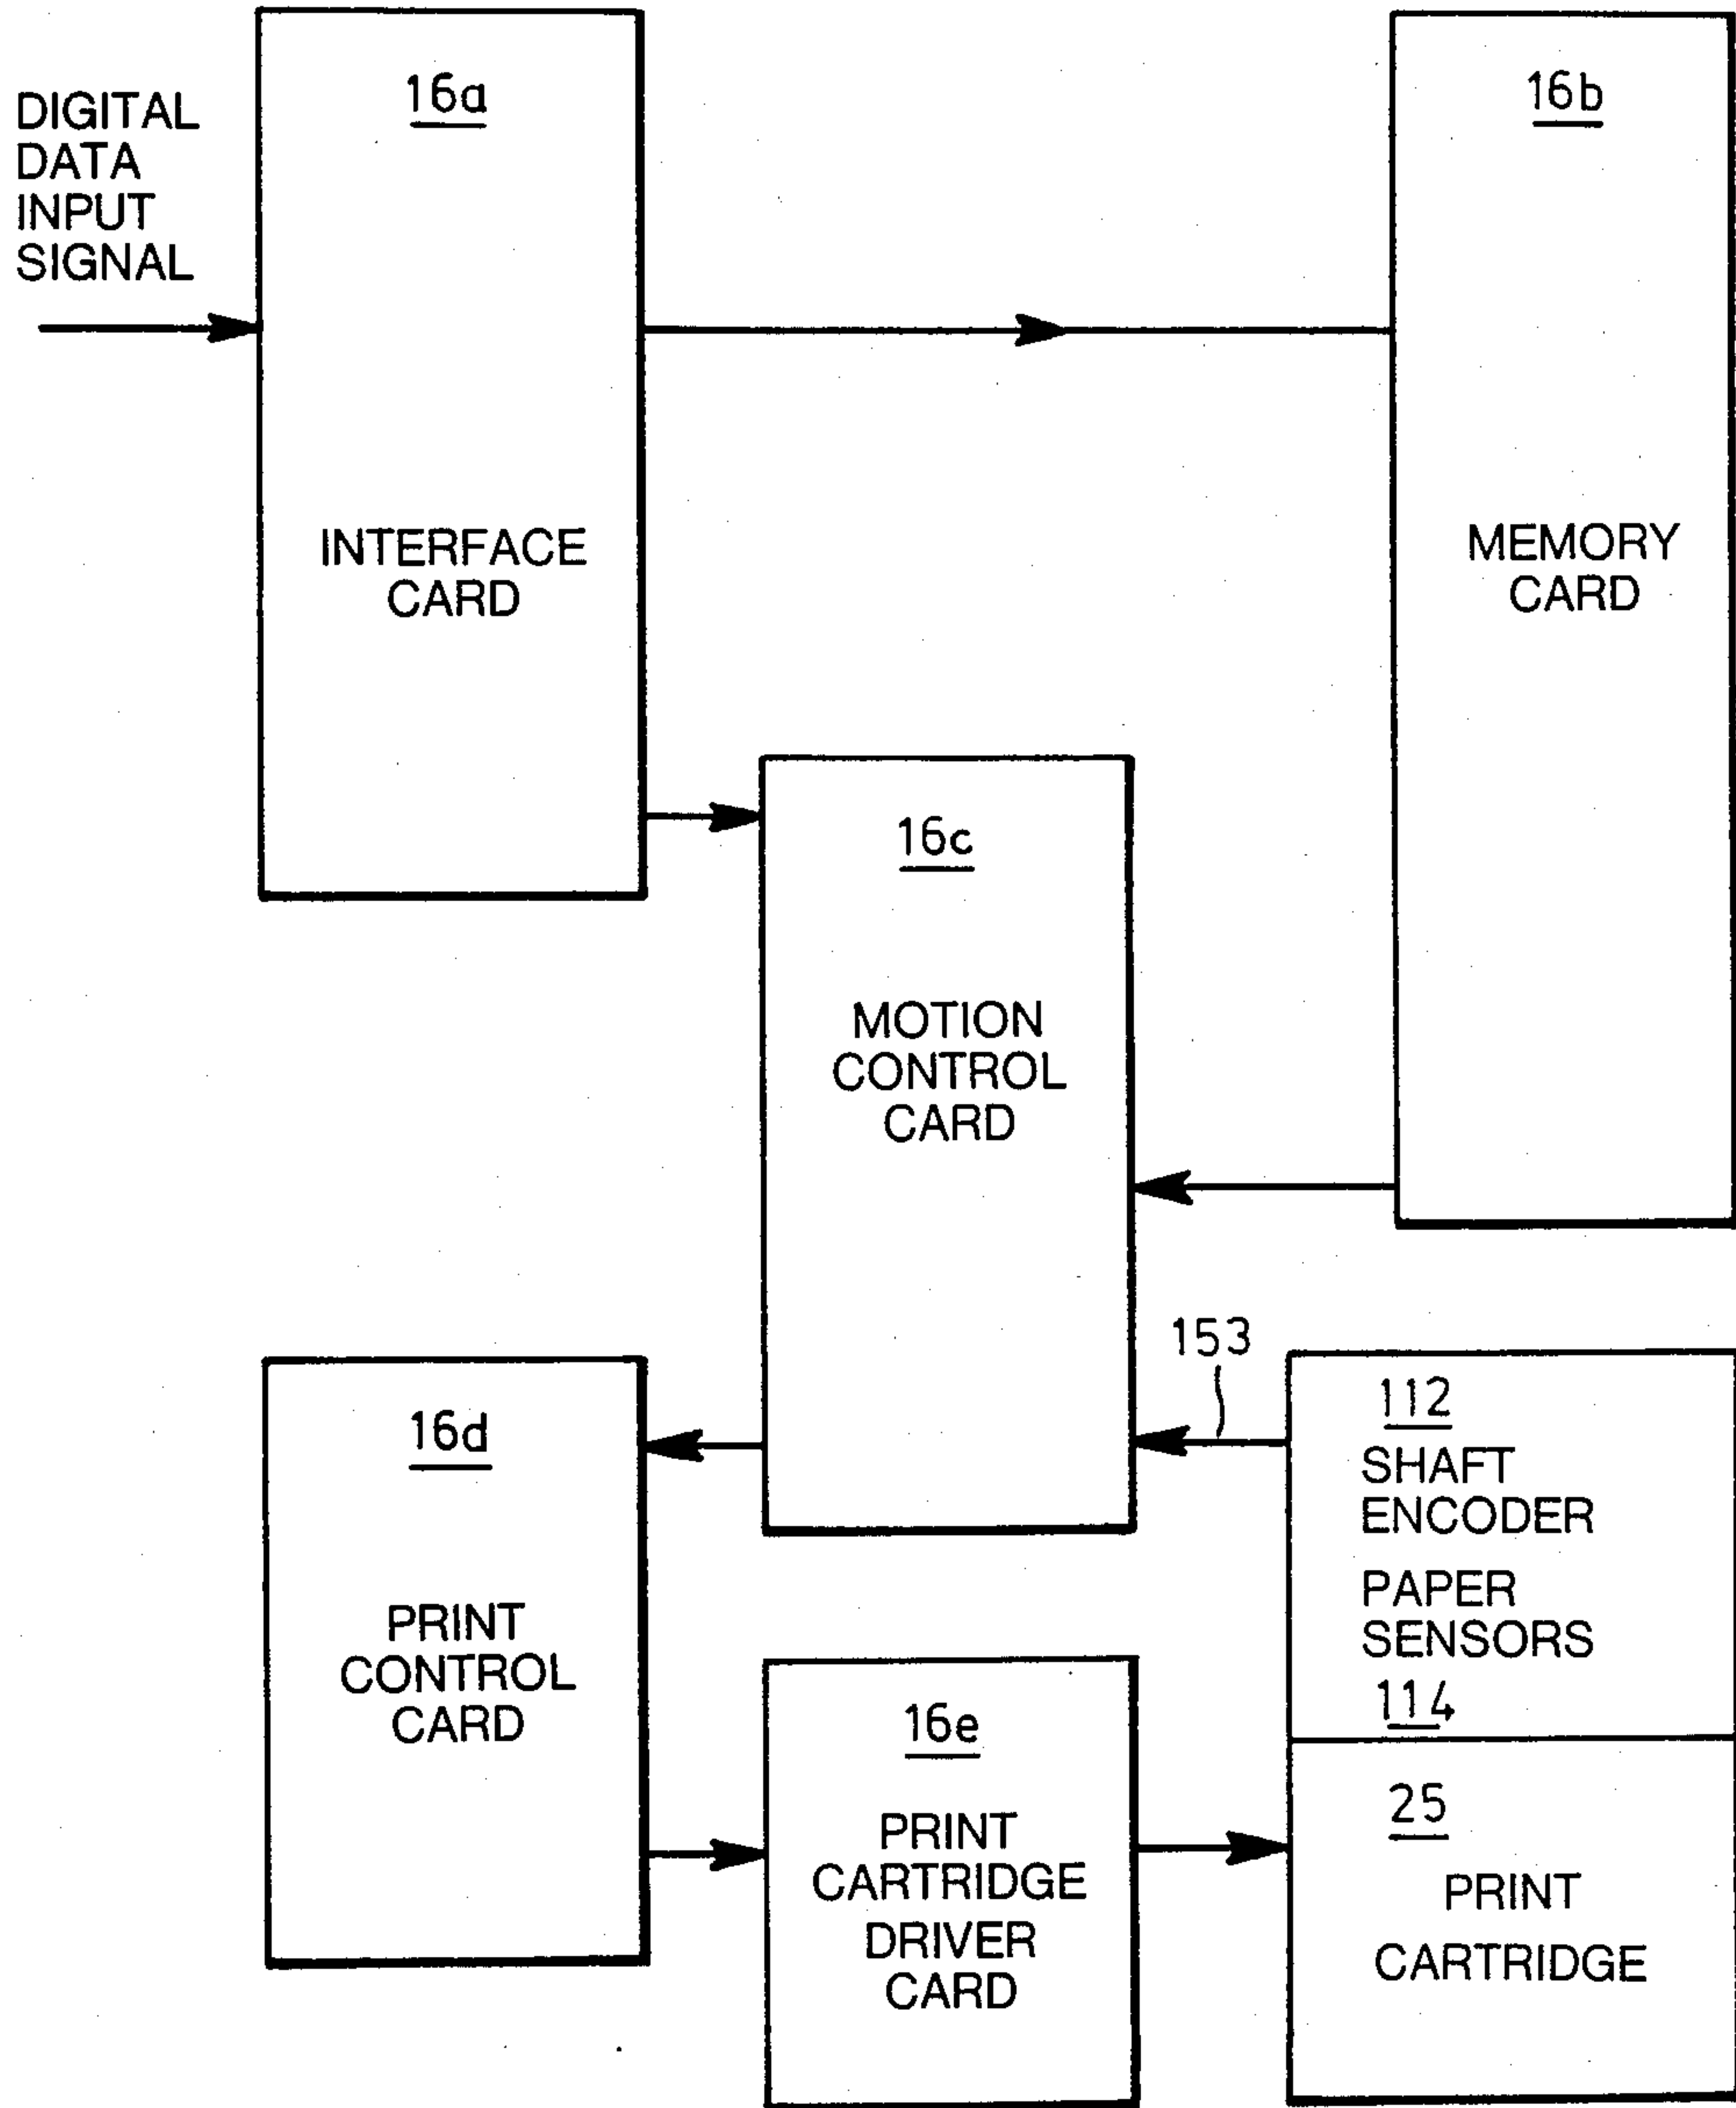 DIGITAL
DATA
INPUT
SIGNAL
16a
INTERFACE
CARD
16b
MEMORY
CARD
16c
MOTION
CONTROL
CARD
153
16d
PRINT
CONTROL
CARD
112
SHAFT
ENCODER
PAPER
SENSORS
114
16e
PRINT
CARTRIDGE
DRIVER
CARD
25
PRINT
CARTRIDGE